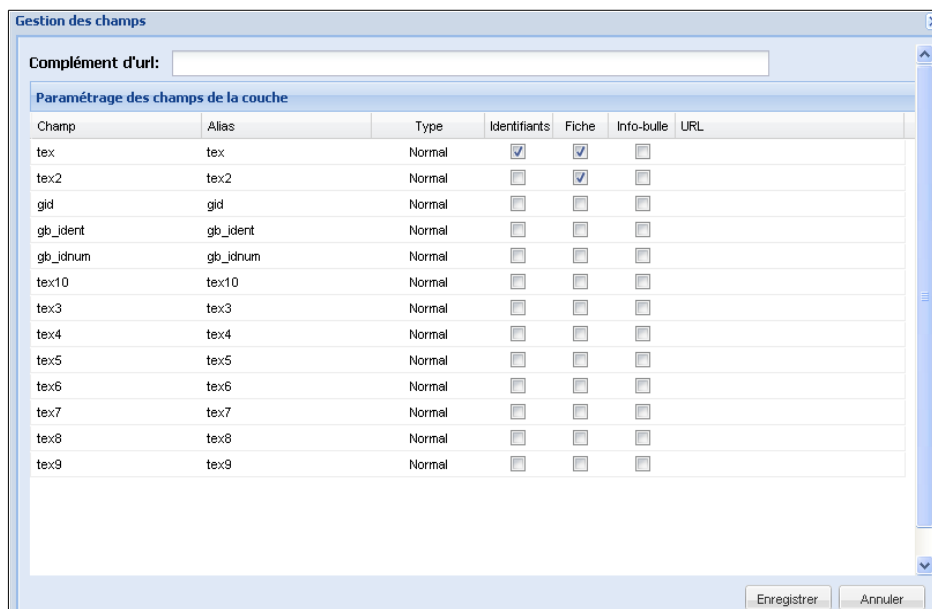 Gestion des champs
Complément d'url:
Paramétrage des champs de la couche
Champ Alias Type Identifiants Fiche Info-bulle URL
tex tex Normal
tex2 tex2 Normal
gid gid Normal
gb_ident gb_ident Normal
gb_idnum gb_idnum Normal
tex10 tex10 Normal
tex3 tex3 Normal
tex4 tex4 Normal
tex5 tex5 Normal
tex6 tex6 Normal
tex7 tex7 Normal
tex8 tex8 Normal
tex9 tex9 Normal
Enregistrer Annuler